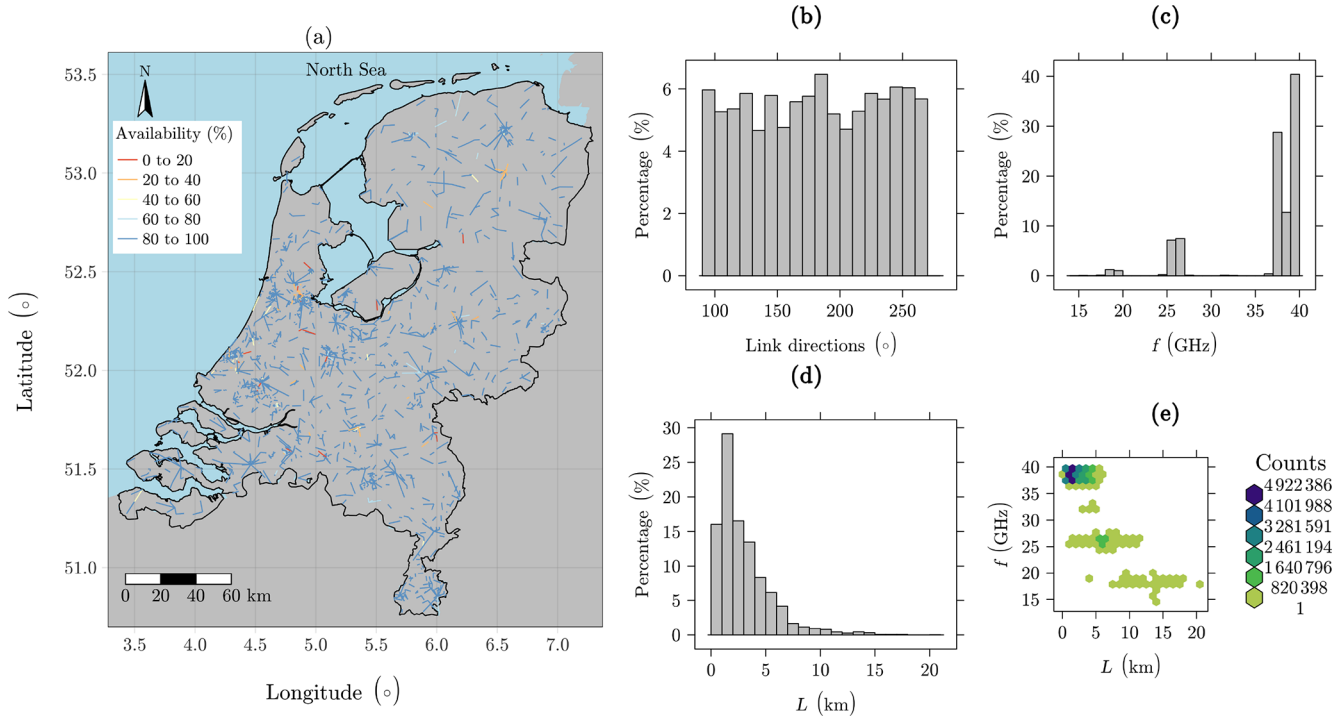 (a)
North Sea
N
Availability (%)
0 to 20
20 to 40
40 to 60
60 to 80
80 to 100
53.5
53.0
52.5
52.0
51.5
51.0
Latitude (°)
0 20 40 60 km
3.5 4.0 4.5 5.0 5.5 6.0 6.5 7.0
Longitude (°)
(b)
Percentage (%)
6
4
2
0
100 150 200 250
Link directions (°)
(c)
Percentage (%)
40
30
20
10
0
15 20 25 30 35 40
f (GHz)
(d)
Percentage (%)
30
25
20
15
10
5
0
0 5 10 15 20
L (km)
(e)
f (GHz)
40
35
30
25
20
15
0 5 10 15 20
L (km)
Counts
4 922 386
4 101 988
3 281 591
2 461 194
1 640 796
820 398
1